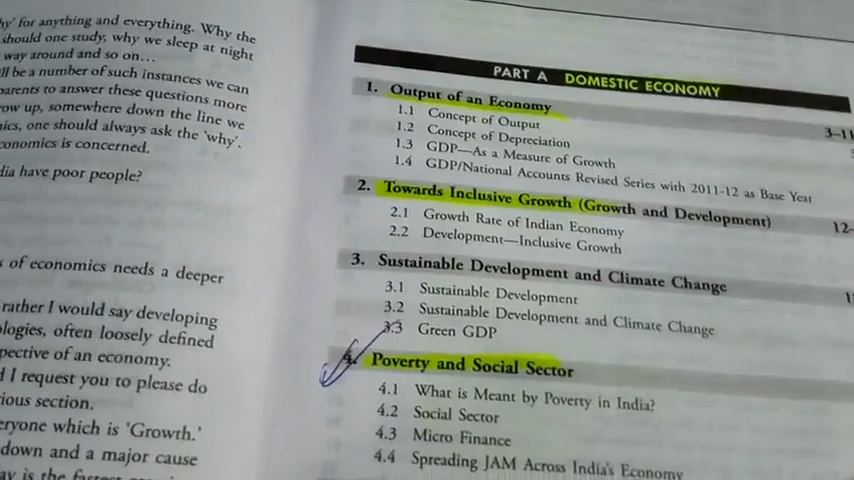 hy' for anything and everything. Why the
should one study, why we sleep at night
way around and so on…
ll be a number of such instances we can
parents to answer these questions more
row up, somewhere down the line we
nics, one should always ask the 'why'.
conomics is concerned.
dia have poor people?
s of economics needs a deeper
rather I would say developing
ologies, often loosely defined
pective of an economy.
d I request you to please do
ious section.
eryone which is 'Growth.'
down and a major cause
PART A DOMESTIC ECONOMY
1. Output of an Economy 3–11
1.1 Concept of Output
1.2 Concept of Depreciation
1.3 GDP—As a Measure of Growth
1.4 GDP/National Accounts Revised Series with 2011-12 as Base Year
2. Towards Inclusive Growth (Growth and Development) 12–
2.1 Growth Rate of Indian Economy
2.2 Development—Inclusive Growth
3. Sustainable Development and Climate Change
3.1 Sustainable Development
3.2 Sustainable Development and Climate Change
3.3 Green GDP
4. Poverty and Social Sector
4.1 What is Meant by Poverty in India?
4.2 Social Sector
4.3 Micro Finance
4.4 Spreading JAM Across India's Economy